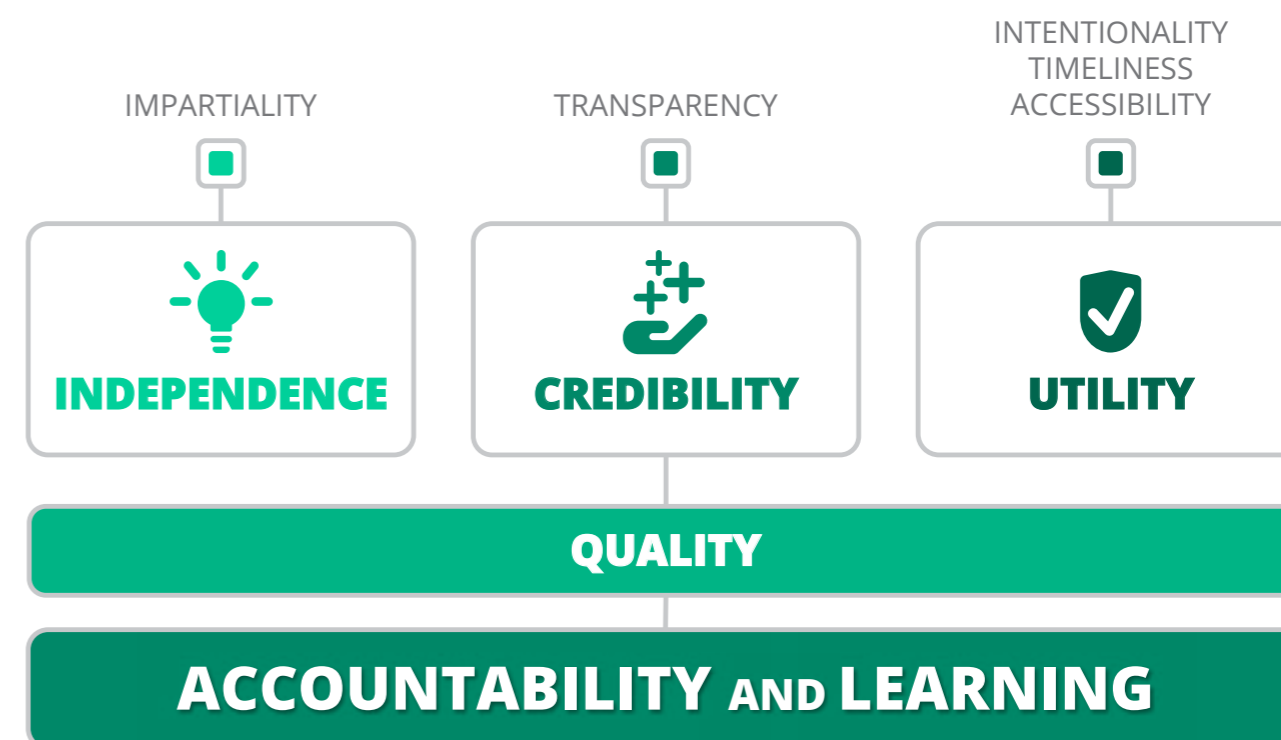 IMPARTIALITY
TRANSPARENCY
INTENTIONALITY
TIMELINESS
ACCESSIBILITY
INDEPENDENCE
CREDIBILITY
UTILITY
QUALITY
ACCOUNTABILITY AND LEARNING